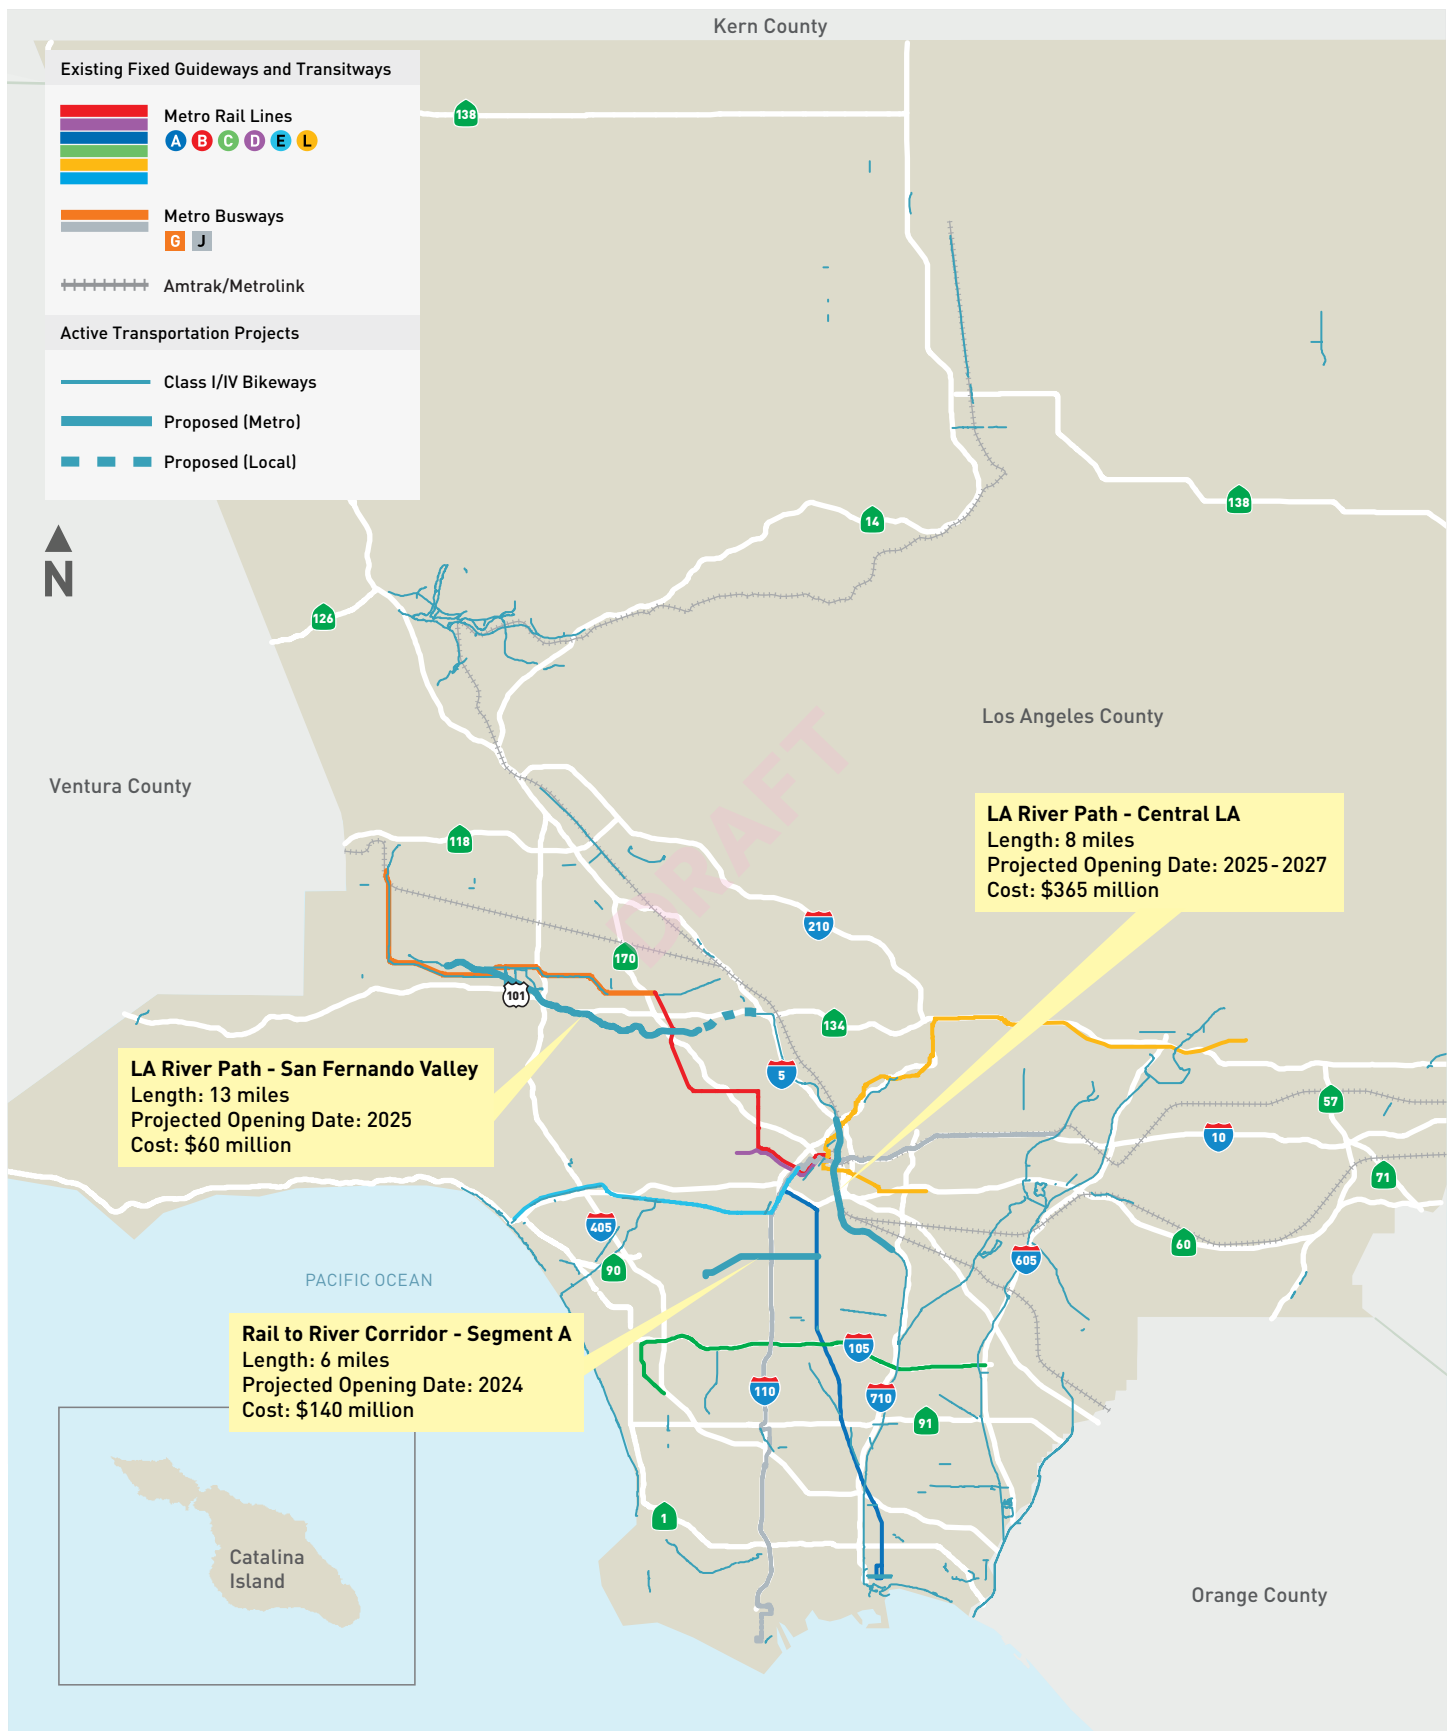 Kern County
Existing Fixed Guideways and Transitways
Metro Rail Lines
A B C D E L
Metro Busways
G J
Amtrak/Metrolink
Active Transportation Projects
Class I/IV Bikeways
Proposed (Metro)
Proposed (Local)
N
138
14
138
126
Los Angeles County
Ventura County
DRAFT
LA River Path - Central LA
Length: 8 miles
Projected Opening Date: 2025-2027
Cost: $365 million
118
210
170
101
134
LA River Path - San Fernando Valley
Length: 13 miles
Projected Opening Date: 2025
Cost: $60 million
5
57
10
71
405
60
605
90
PACIFIC OCEAN
Rail to River Corridor - Segment A
Length: 6 miles
Projected Opening Date: 2024
Cost: $140 million
105
110
710
91
1
Catalina
Island
Orange County